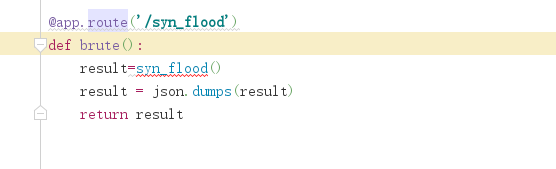 @app.route('/syn_flood')
def brute():
    result=syn_flood()
    result = json.dumps(result)
    return result